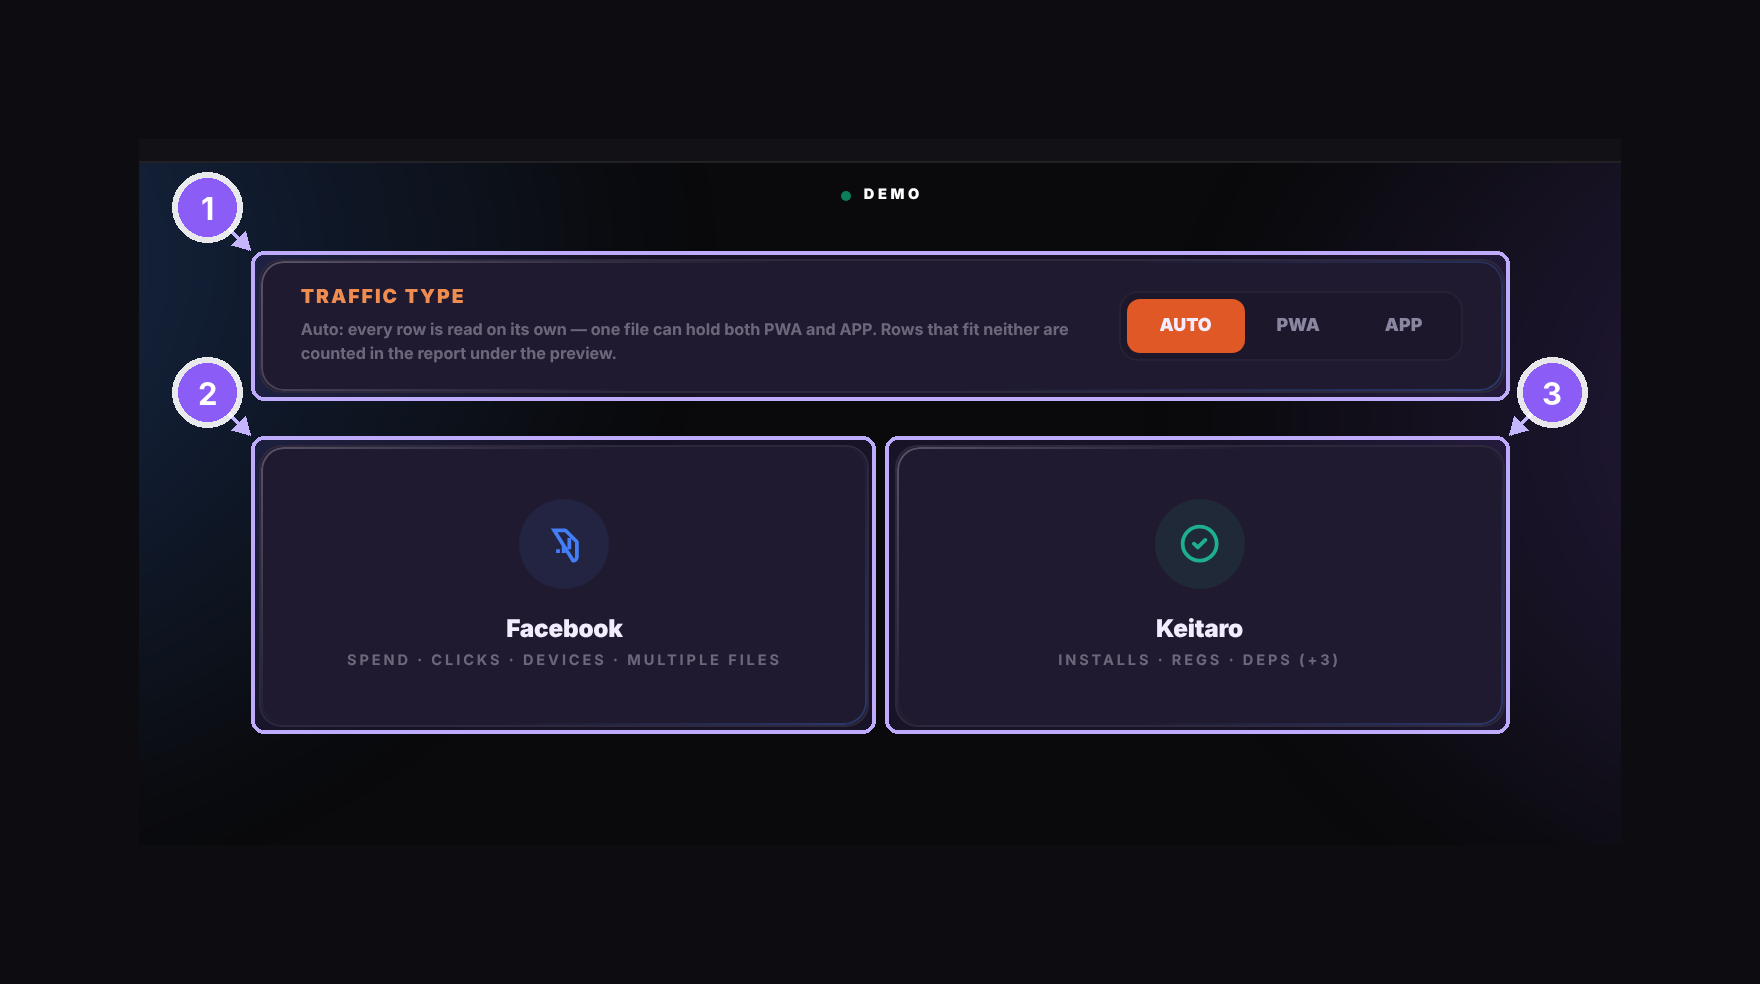 DEMO
1
TRAFFIC TYPE
Auto: every row is read on its own — one file can hold both PWA and APP. Rows that fit neither are
counted in the report under the preview.
AUTO PWA APP
2
3
Facebook
SPEND · CLICKS · DEVICES · MULTIPLE FILES
Keitaro
INSTALLS · REGS · DEPS (+3)